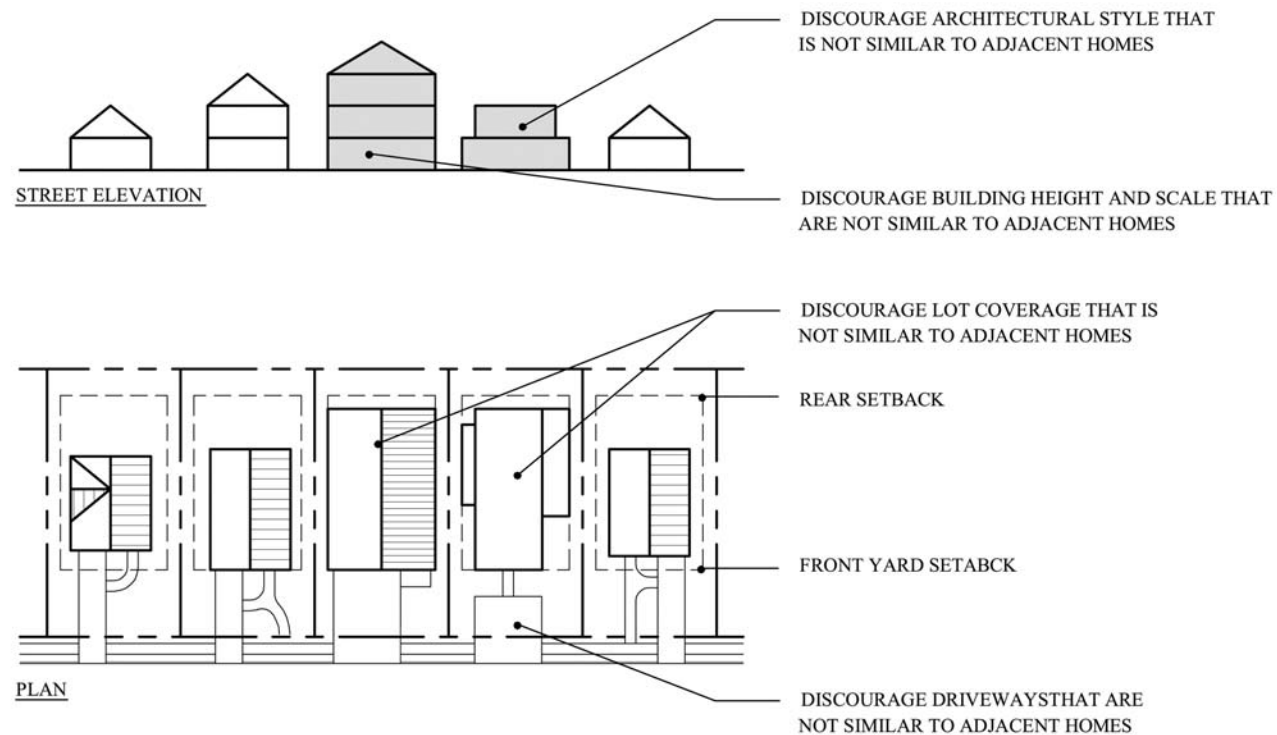 DISCOURAGE ARCHITECTURAL STYLE THAT
IS NOT SIMILAR TO ADJACENT HOMES
STREET ELEVATION
DISCOURAGE BUILDING HEIGHT AND SCALE THAT
ARE NOT SIMILAR TO ADJACENT HOMES
DISCOURAGE LOT COVERAGE THAT IS
NOT SIMILAR TO ADJACENT HOMES
REAR SETBACK
FRONT YARD SETABCK
PLAN
DISCOURAGE DRIVEWAYSTHAT ARE
NOT SIMILAR TO ADJACENT HOMES